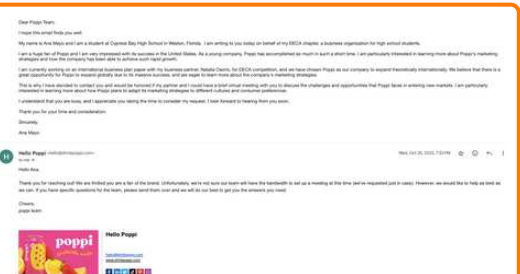 Dear Poppi Team,
I hope this email finds you well.
My name is Ana Mayo and I am a student at Cypress Bay High School in Weston, Florida. I am writing to you today on behalf of my DECA chapter, a business organization for high school students.
I am a huge fan of Poppi and I am very impressed with its success in the United States. As a young company, Poppi has accomplished so much in such a short time. I am particularly interested in learning more about Poppi's marketing
strategies and how the company has been able to achieve such rapid growth.
I am currently working on an international business plan paper with my business partner, Natalia Osorio, for DECA competition, and we have chosen Poppi as our company to expand theoretically internationally. We believe that there is a
great opportunity for Poppi to expand globally due to its massive success, and are eager to learn more about the company's marketing strategies.
This is why I have decided to contact you and would be honored if my partner and I could have a brief virtual meeting with you to discuss the challenges and opportunities that Poppi faces in entering new markets. I am particularly
interested in learning more about how Poppi plans to adapt its marketing strategies to different cultures and consumer preferences.
I understand that you are busy, and I appreciate you taking the time to consider my request. I look forward to hearing from you soon.
Thank you for your time and consideration.
Sincerely,
Ana Mayo
H
Hello Poppi <hello@drinkpoppi.com>
to me
Wed, Oct 25, 2023,
Hello Ana,
Thank you for reaching out! We are thrilled you are a fan of the brand. Unfortunately, we're not sure our team will have the bandwidth to set up a meeting at this time (we've requested just in case). However, we would like to help as best as
we can. If you have specific questions for the team, please send them over and we will do our best to get you the answers you need.
Cheers,
poppi team
poppi
Hello Poppi
hello@drinkpoppi.com
www.drinkpoppi.com